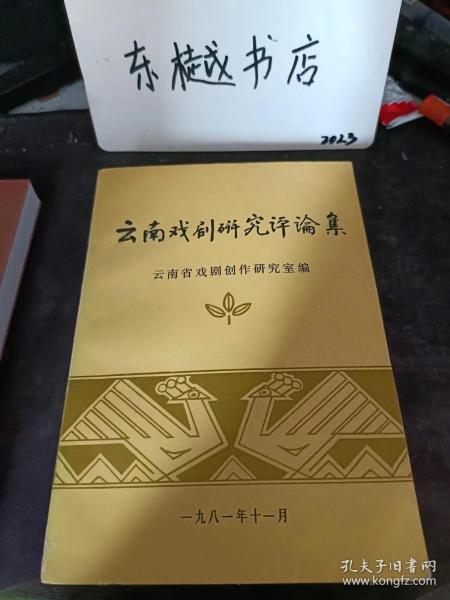 东樾书店
2023
云南戏剧研究评论集
云南省戏剧创作研究室编
一九八一年十一月
孔夫子旧书网
www.kongfz.com